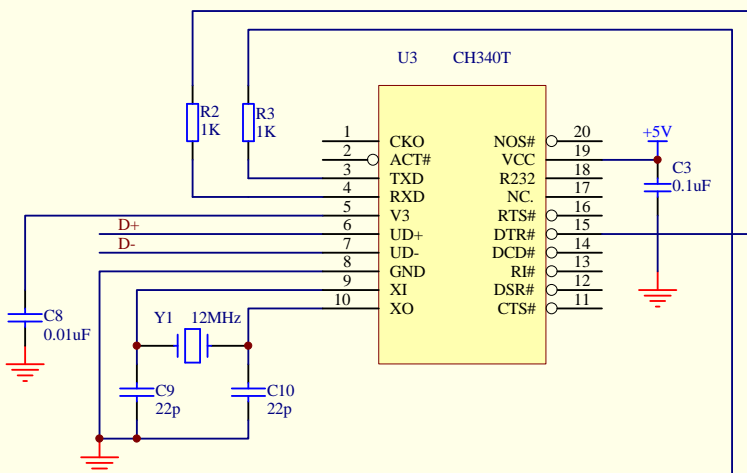 U3 CH340T
R2
1K
R3
1K
1 CKO
2 ACT#
3 TXD
4 RXD
5 V3
6 UD+
7 UD-
8 GND
9 XI
10 XO
NOS# 20
VCC 19
R232 18
NC. 17
RTS# 16
DTR# 15
DCD# 14
RI# 13
DSR# 12
CTS# 11
+5V
C3
0.1uF
D+
D-
C8
0.01uF
Y1 12MHz
C9
22p
C10
22p